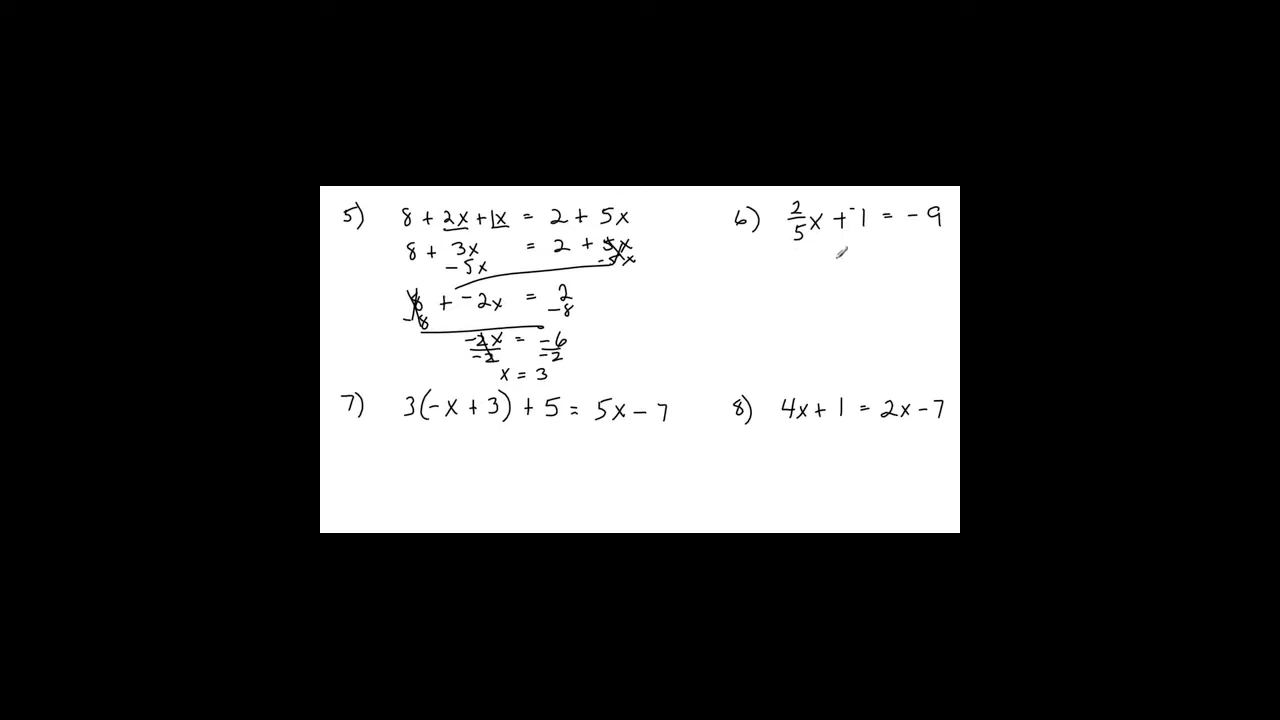 5) 8 + 2x + 1x = 2 + 5x
8 + 3x = 2 + 5x
-5x -5x
8 + -2x = 2
-8 -8
-2x = -6
-2 -2
x = 3
6) 2/5 x + -1 = -9
7) 3(-x + 3) + 5 = 5x - 7
8) 4x + 1 = 2x - 7